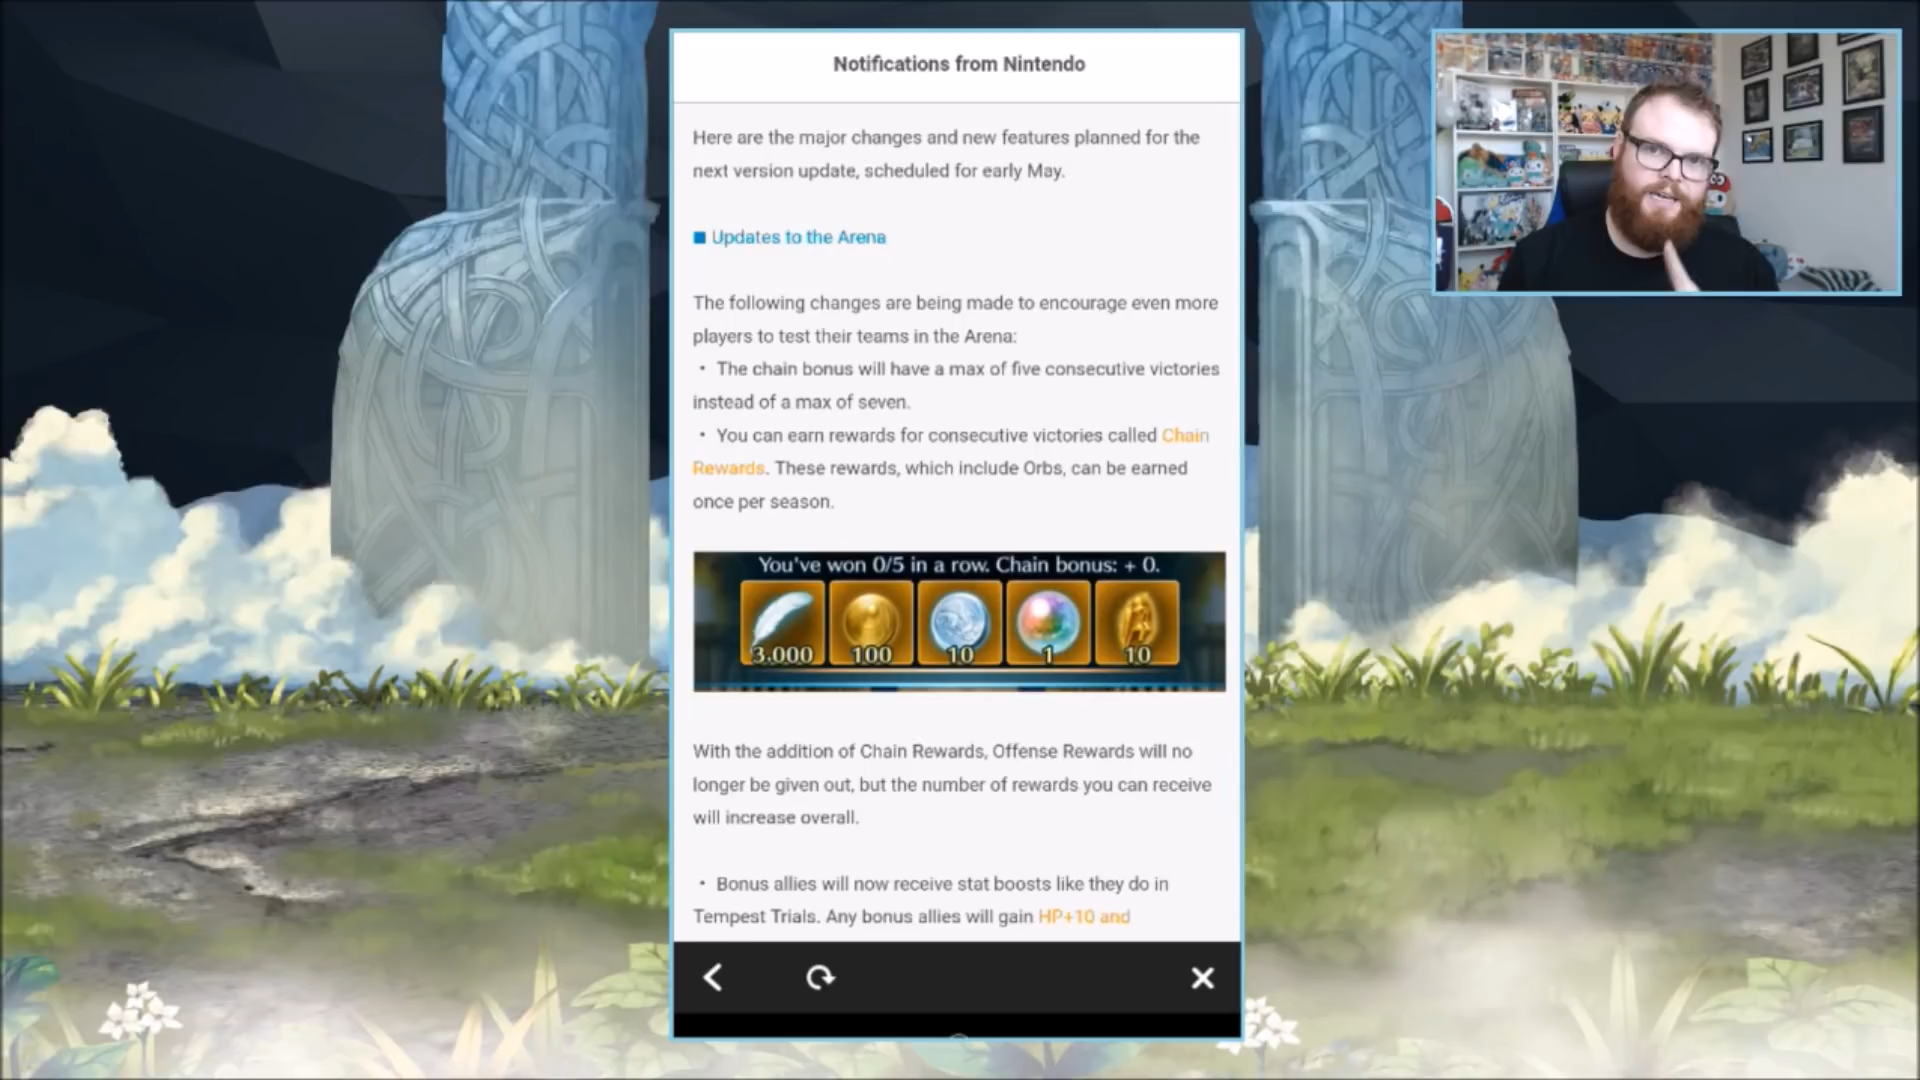 Notifications from Nintendo
Here are the major changes and new features planned for the
next version update, scheduled for early May.
■ Updates to the Arena
The following changes are being made to encourage even more
players to test their teams in the Arena:
・ The chain bonus will have a max of five consecutive victories
instead of a max of seven.
・ You can earn rewards for consecutive victories called Chain
Rewards. These rewards, which include Orbs, can be earned
once per season.
You've won 0/5 in a row. Chain bonus: + 0.
3,000 100 10 1 10
With the addition of Chain Rewards, Offense Rewards will no
longer be given out, but the number of rewards you can receive
will increase overall.
・ Bonus allies will now receive stat boosts like they do in
Tempest Trials. Any bonus allies will gain HP+10 and